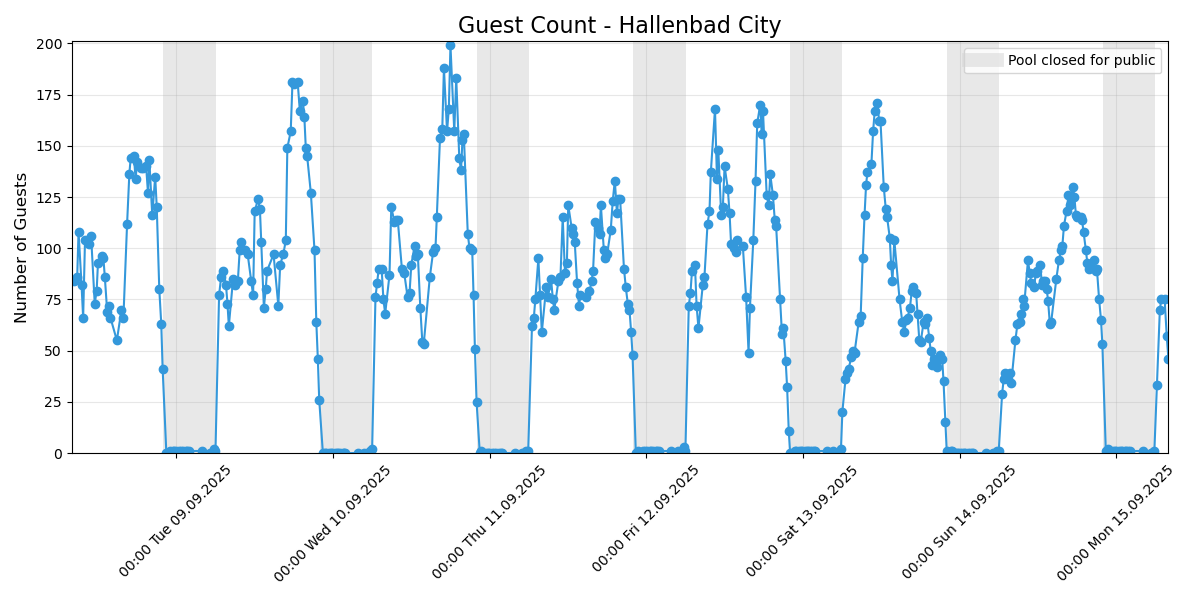 Guest Count - Hallenbad City
Pool closed for public
Number of Guests
200
175
150
125
100
75
50
25
0
00:00 Tue 09.09.2025
00:00 Wed 10.09.2025
00:00 Thu 11.09.2025
00:00 Fri 12.09.2025
00:00 Sat 13.09.2025
00:00 Sun 14.09.2025
00:00 Mon 15.09.2025